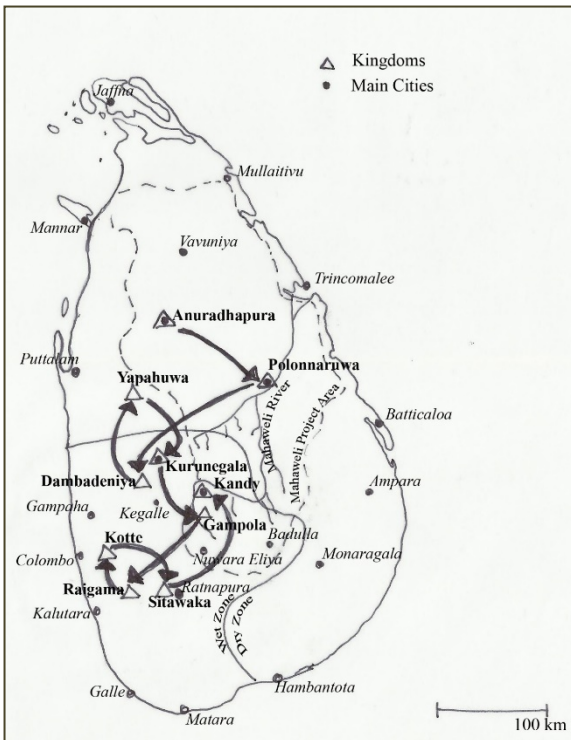 Kingdoms
Main Cities
Jaffna
Mullaitivu
Mannar
Vavuniya
Trincomalee
Anuradhapura
Puttalam
Polonnaruwa
Yapahuwa
Mahaweli River
Mahaweli Project Area
Batticaloa
Kurunegala
Dambadeniya
Kandy
Ampara
Gampaha
Kegalle
Gampola
Kotte
Badulla
Colombo
Nuwara Eliya
Monaragala
Raigama
Sitawaka
Ratnapura
Kalutara
Wet Zone
Dry Zone
Hambantota
Galle
Matara
100 km